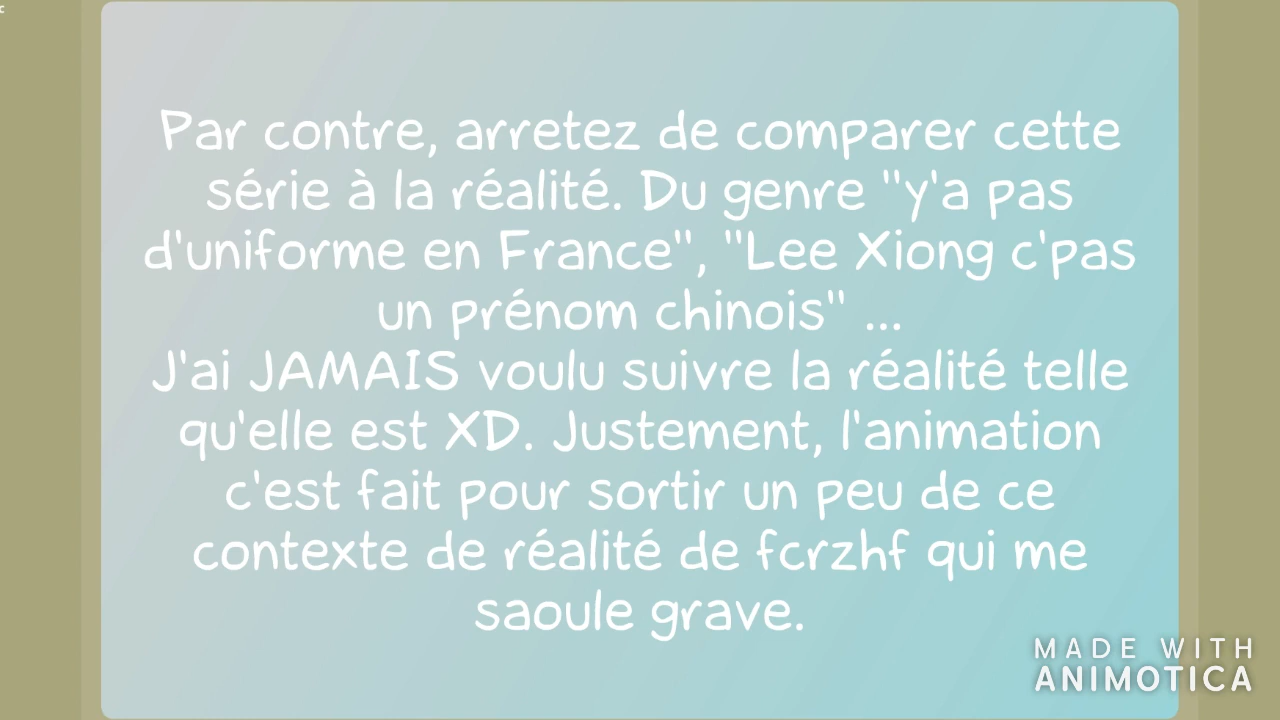 c
Par contre, arretez de comparer cette
série à la réalité. Du genre "y'a pas
d'uniforme en France", "Lee Xiong c'pas
un prénom chinois" ...
J'ai JAMAIS voulu suivre la réalité telle
qu'elle est XD. Justement, l'animation
c'est fait pour sortir un peu de ce
contexte de réalité de fcrzhf qui me
saoule grave.
MADE WITH
ANIMOTICA